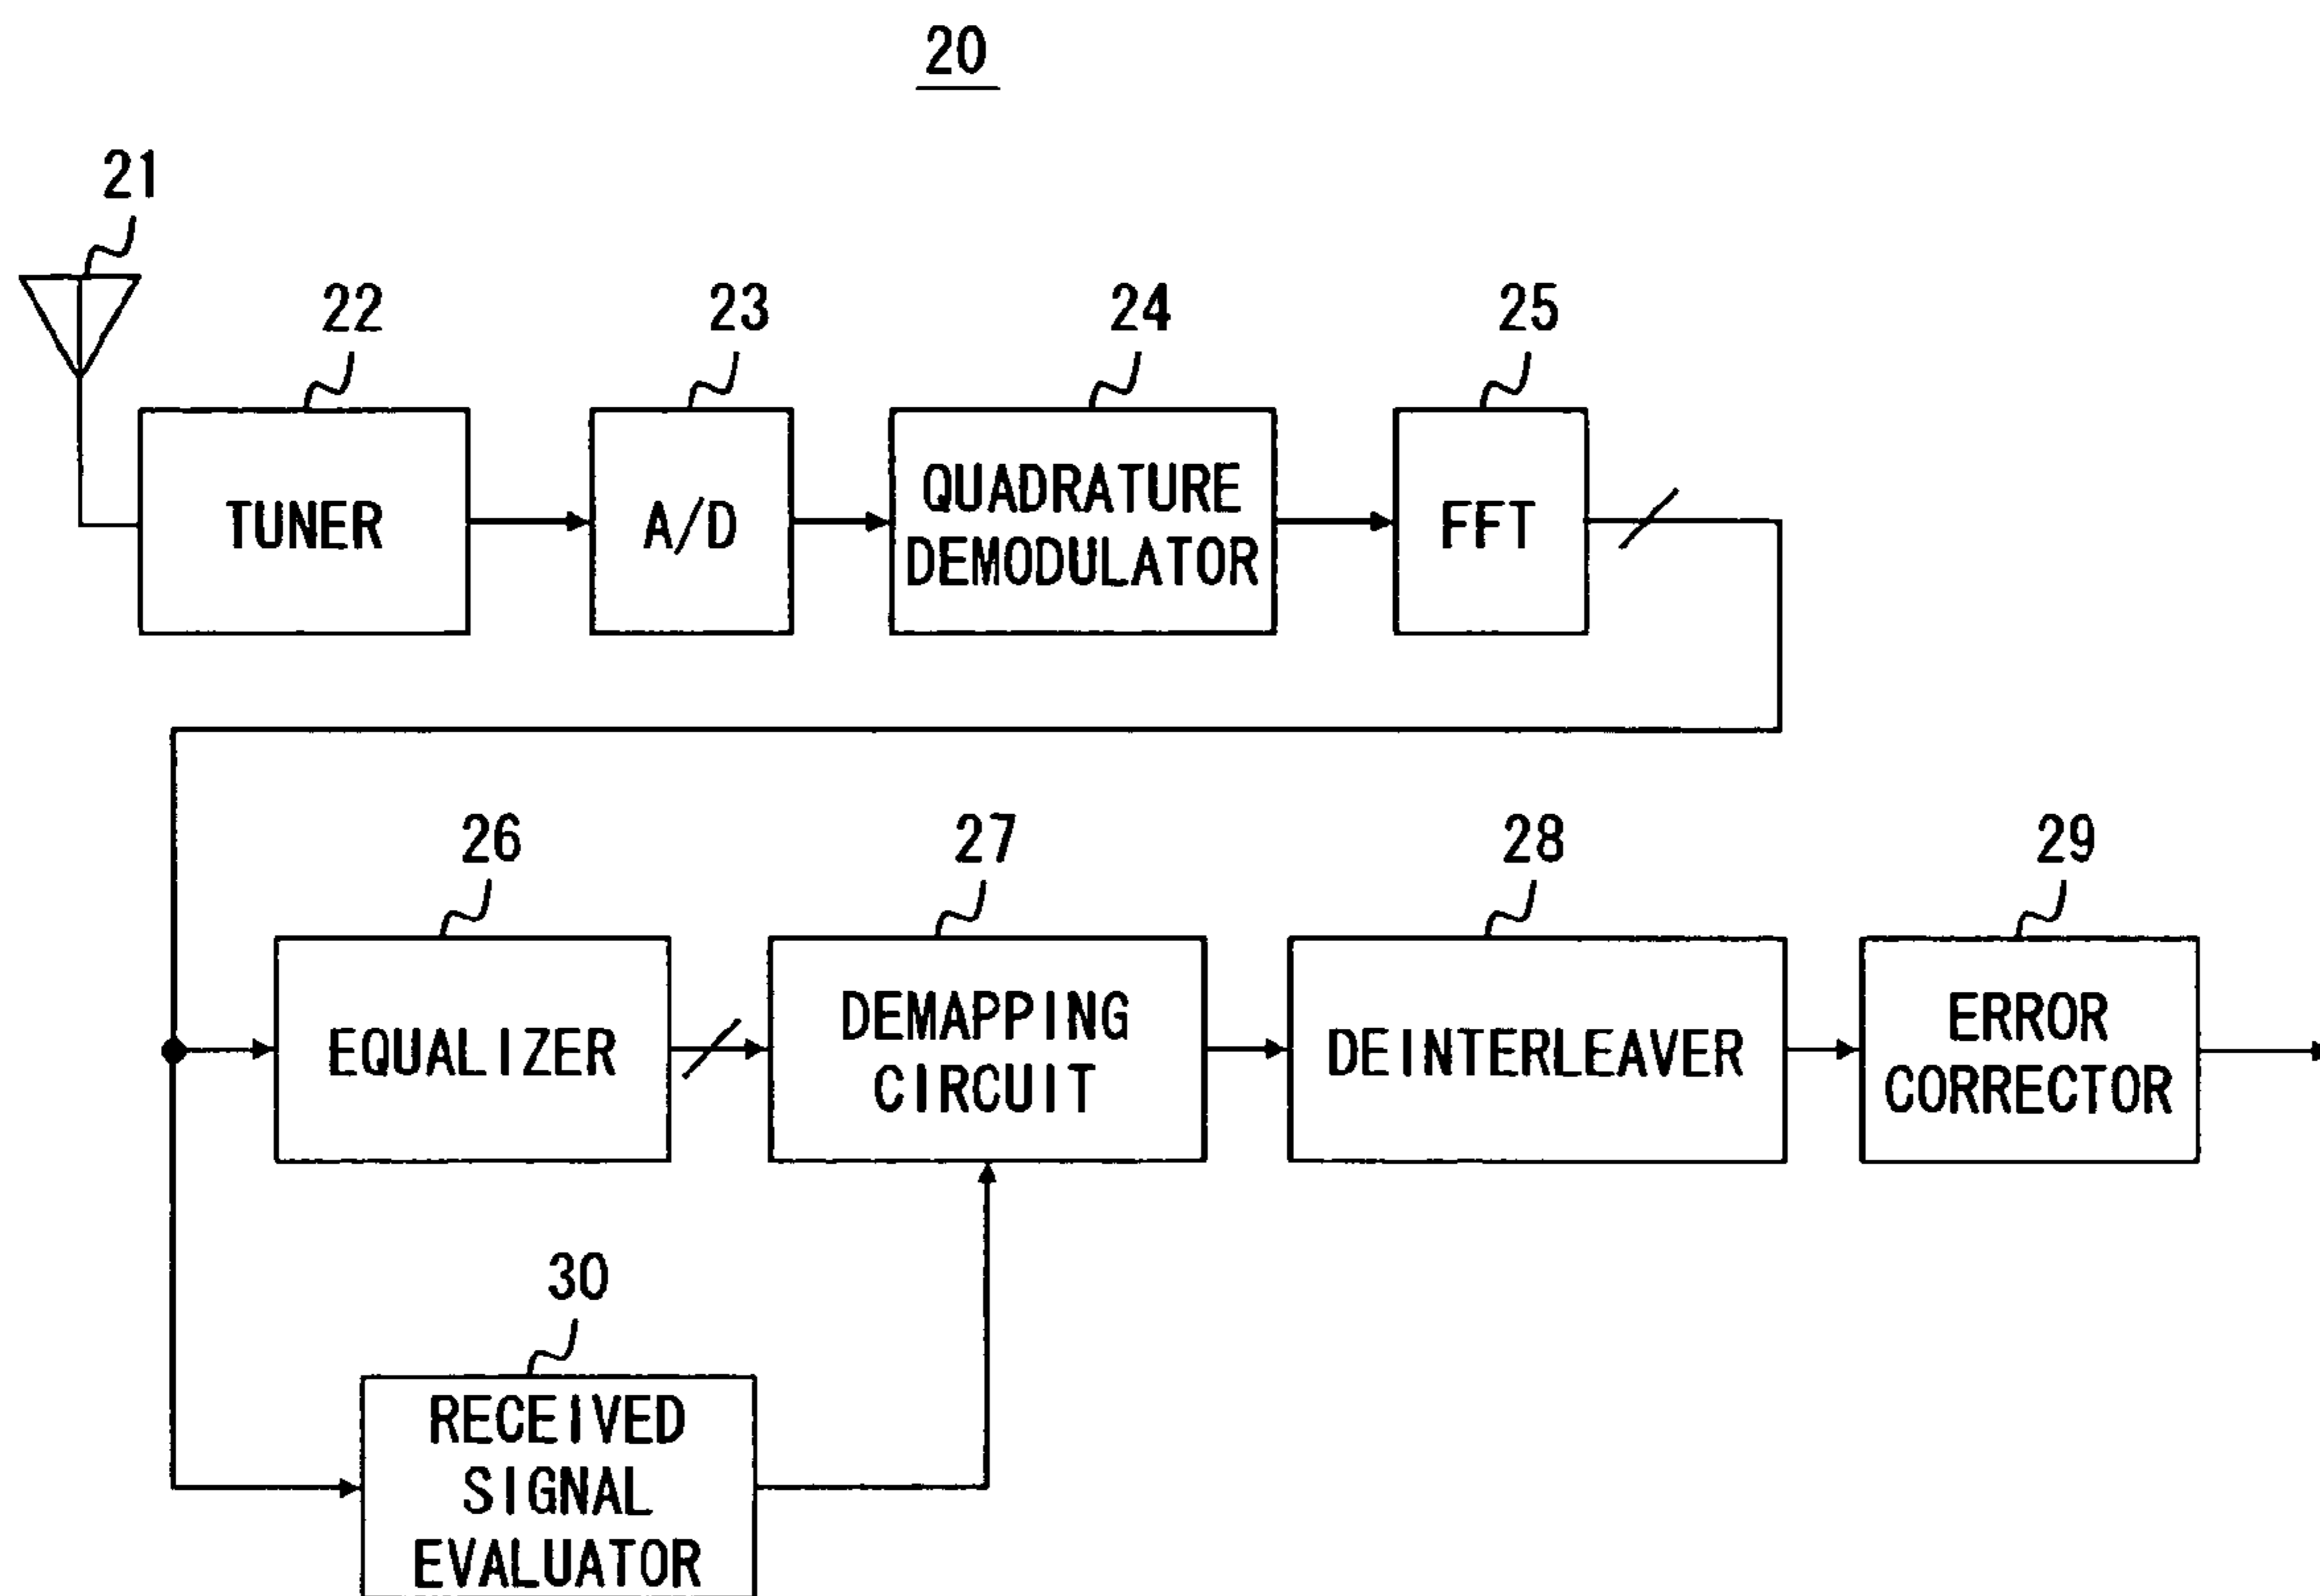 20
21
22
23
24
25
TUNER
A/D
QUADRATURE
DEMODULATOR
FFT
26
27
28
29
EQUALIZER
DEMAPPING
CIRCUIT
DEINTERLEAVER
ERROR
CORRECTOR
30
RECEIVED
SIGNAL
EVALUATOR